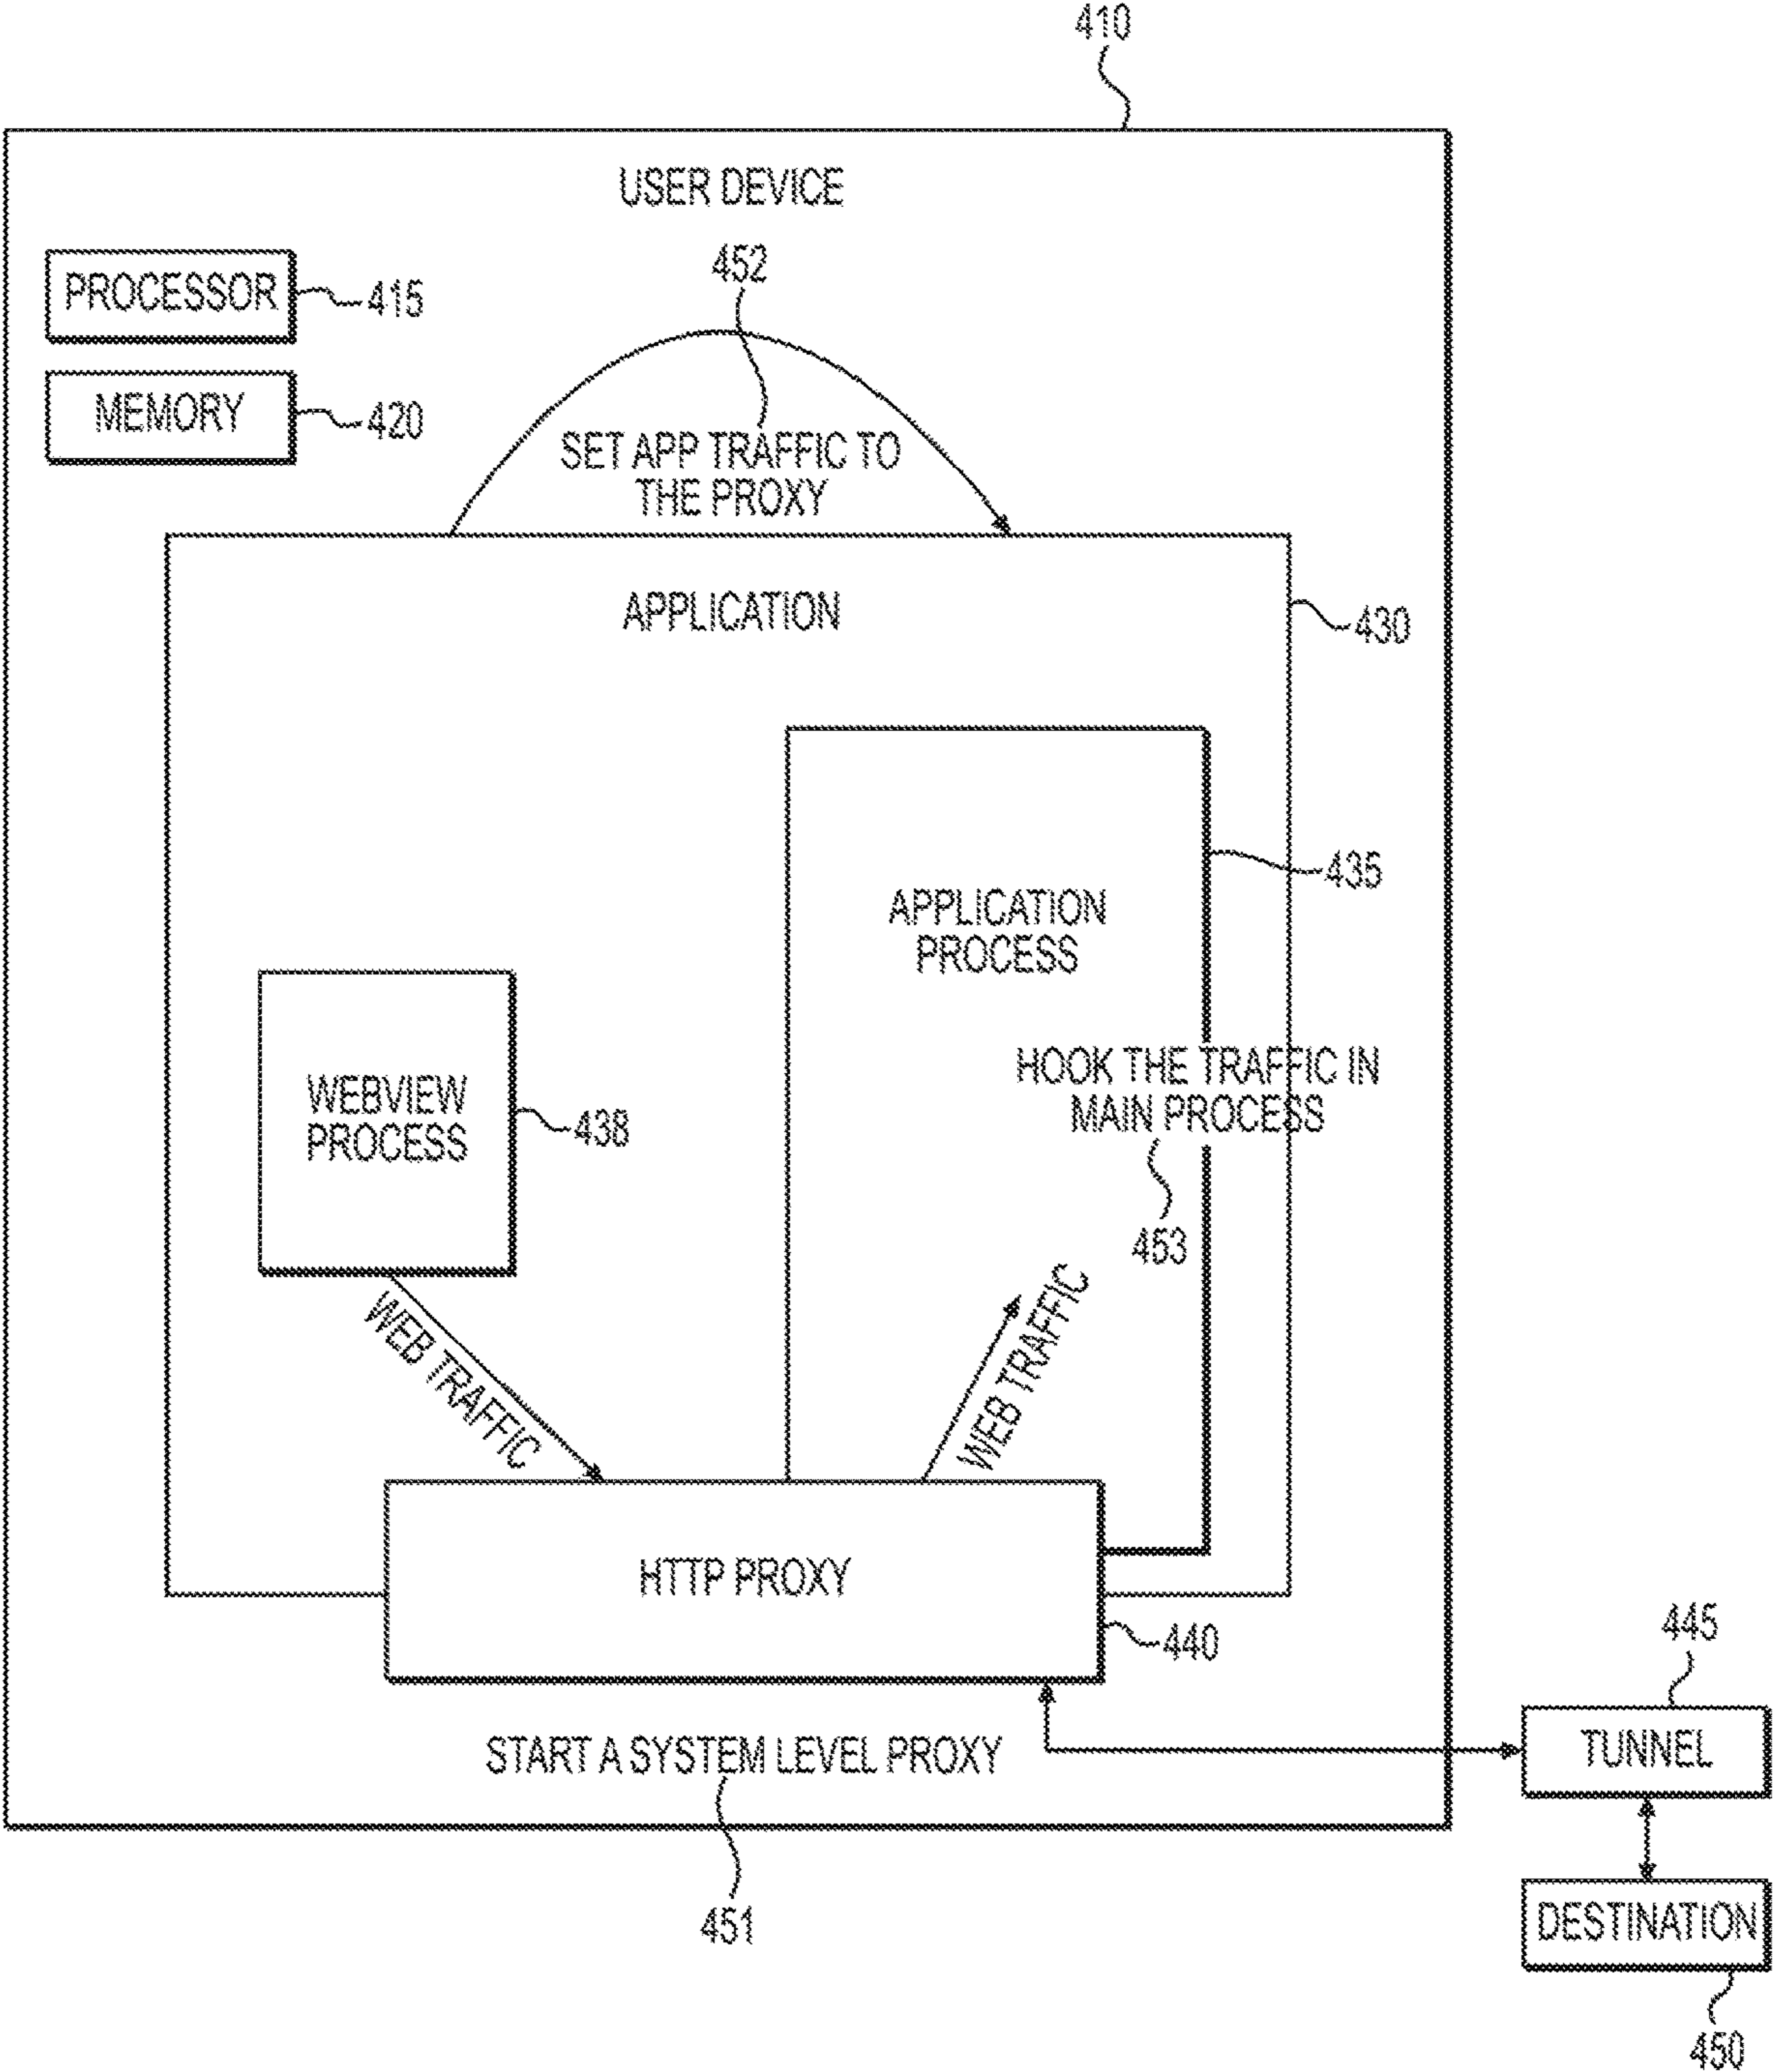 410
USER DEVICE
452
PROCESSOR
415
MEMORY
420
SET APP TRAFFIC TO
THE PROXY
APPLICATION
430
435
APPLICATION
PROCESS
HOOK THE TRAFFIC IN
MAIN PROCESS
WEBVIEW
PROCESS
438
453
WEB TRAFFIC
WEB TRAFFIC
HTTP PROXY
440
445
START A SYSTEM LEVEL PROXY
TUNNEL
451
DESTINATION
450